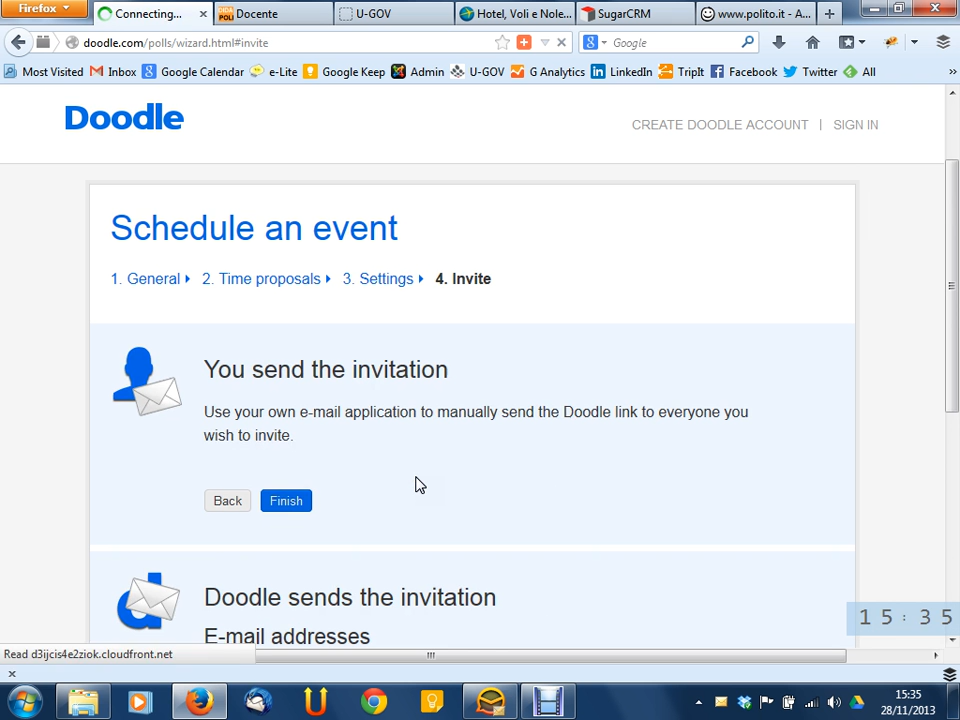 Firefox
Connecting...
ZIDA POLI Docente
U-GOV
Hotel, Voli e Nole...
SugarCRM
www.polito.it - A...
doodle.com/polls/wizard.html#invite
Google
Most Visited Inbox Google Calendar e-Lite Google Keep Admin U-GOV G Analytics LinkedIn TripIt Facebook Twitter All
Doodle
CREATE DOODLE ACCOUNT | SIGN IN
Schedule an event
1. General 2. Time proposals 3. Settings 4. Invite
You send the invitation
Use your own e-mail application to manually send the Doodle link to everyone you
wish to invite.
Back Finish
Doodle sends the invitation
15:35
E-mail addresses
Read d3ijcis4e2ziok.cloudfront.net
15:35
28/11/2013